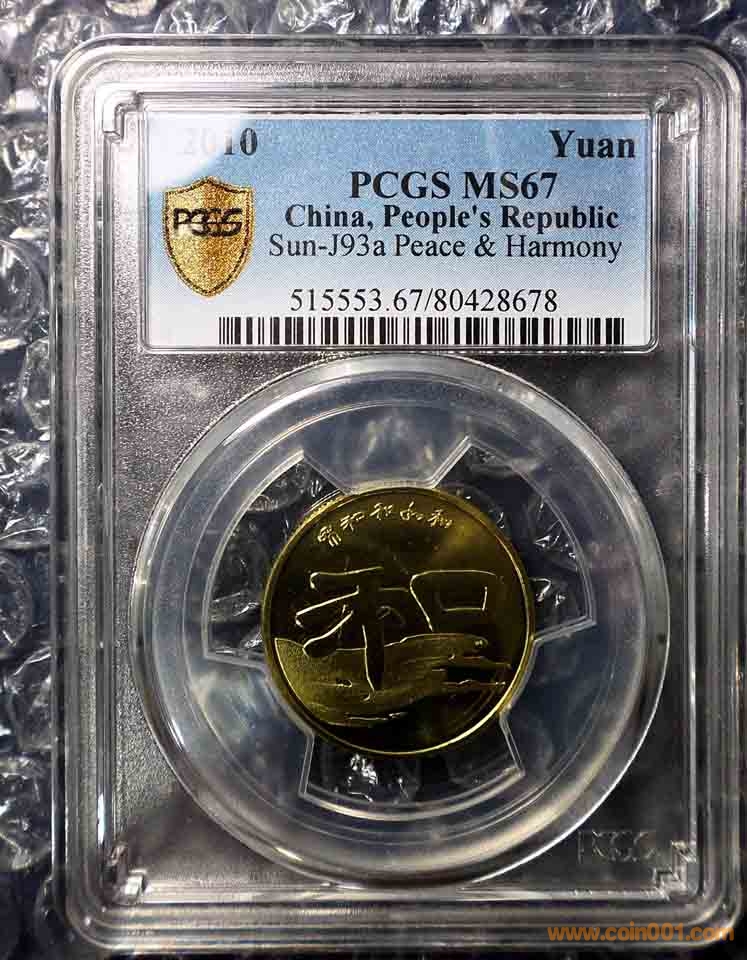 2010 Yuan
PCGS MS67
PCGS
China, People's Republic
Sun-J93a Peace & Harmony
515553.67/80428678
和
PCGS
www.coin001.com